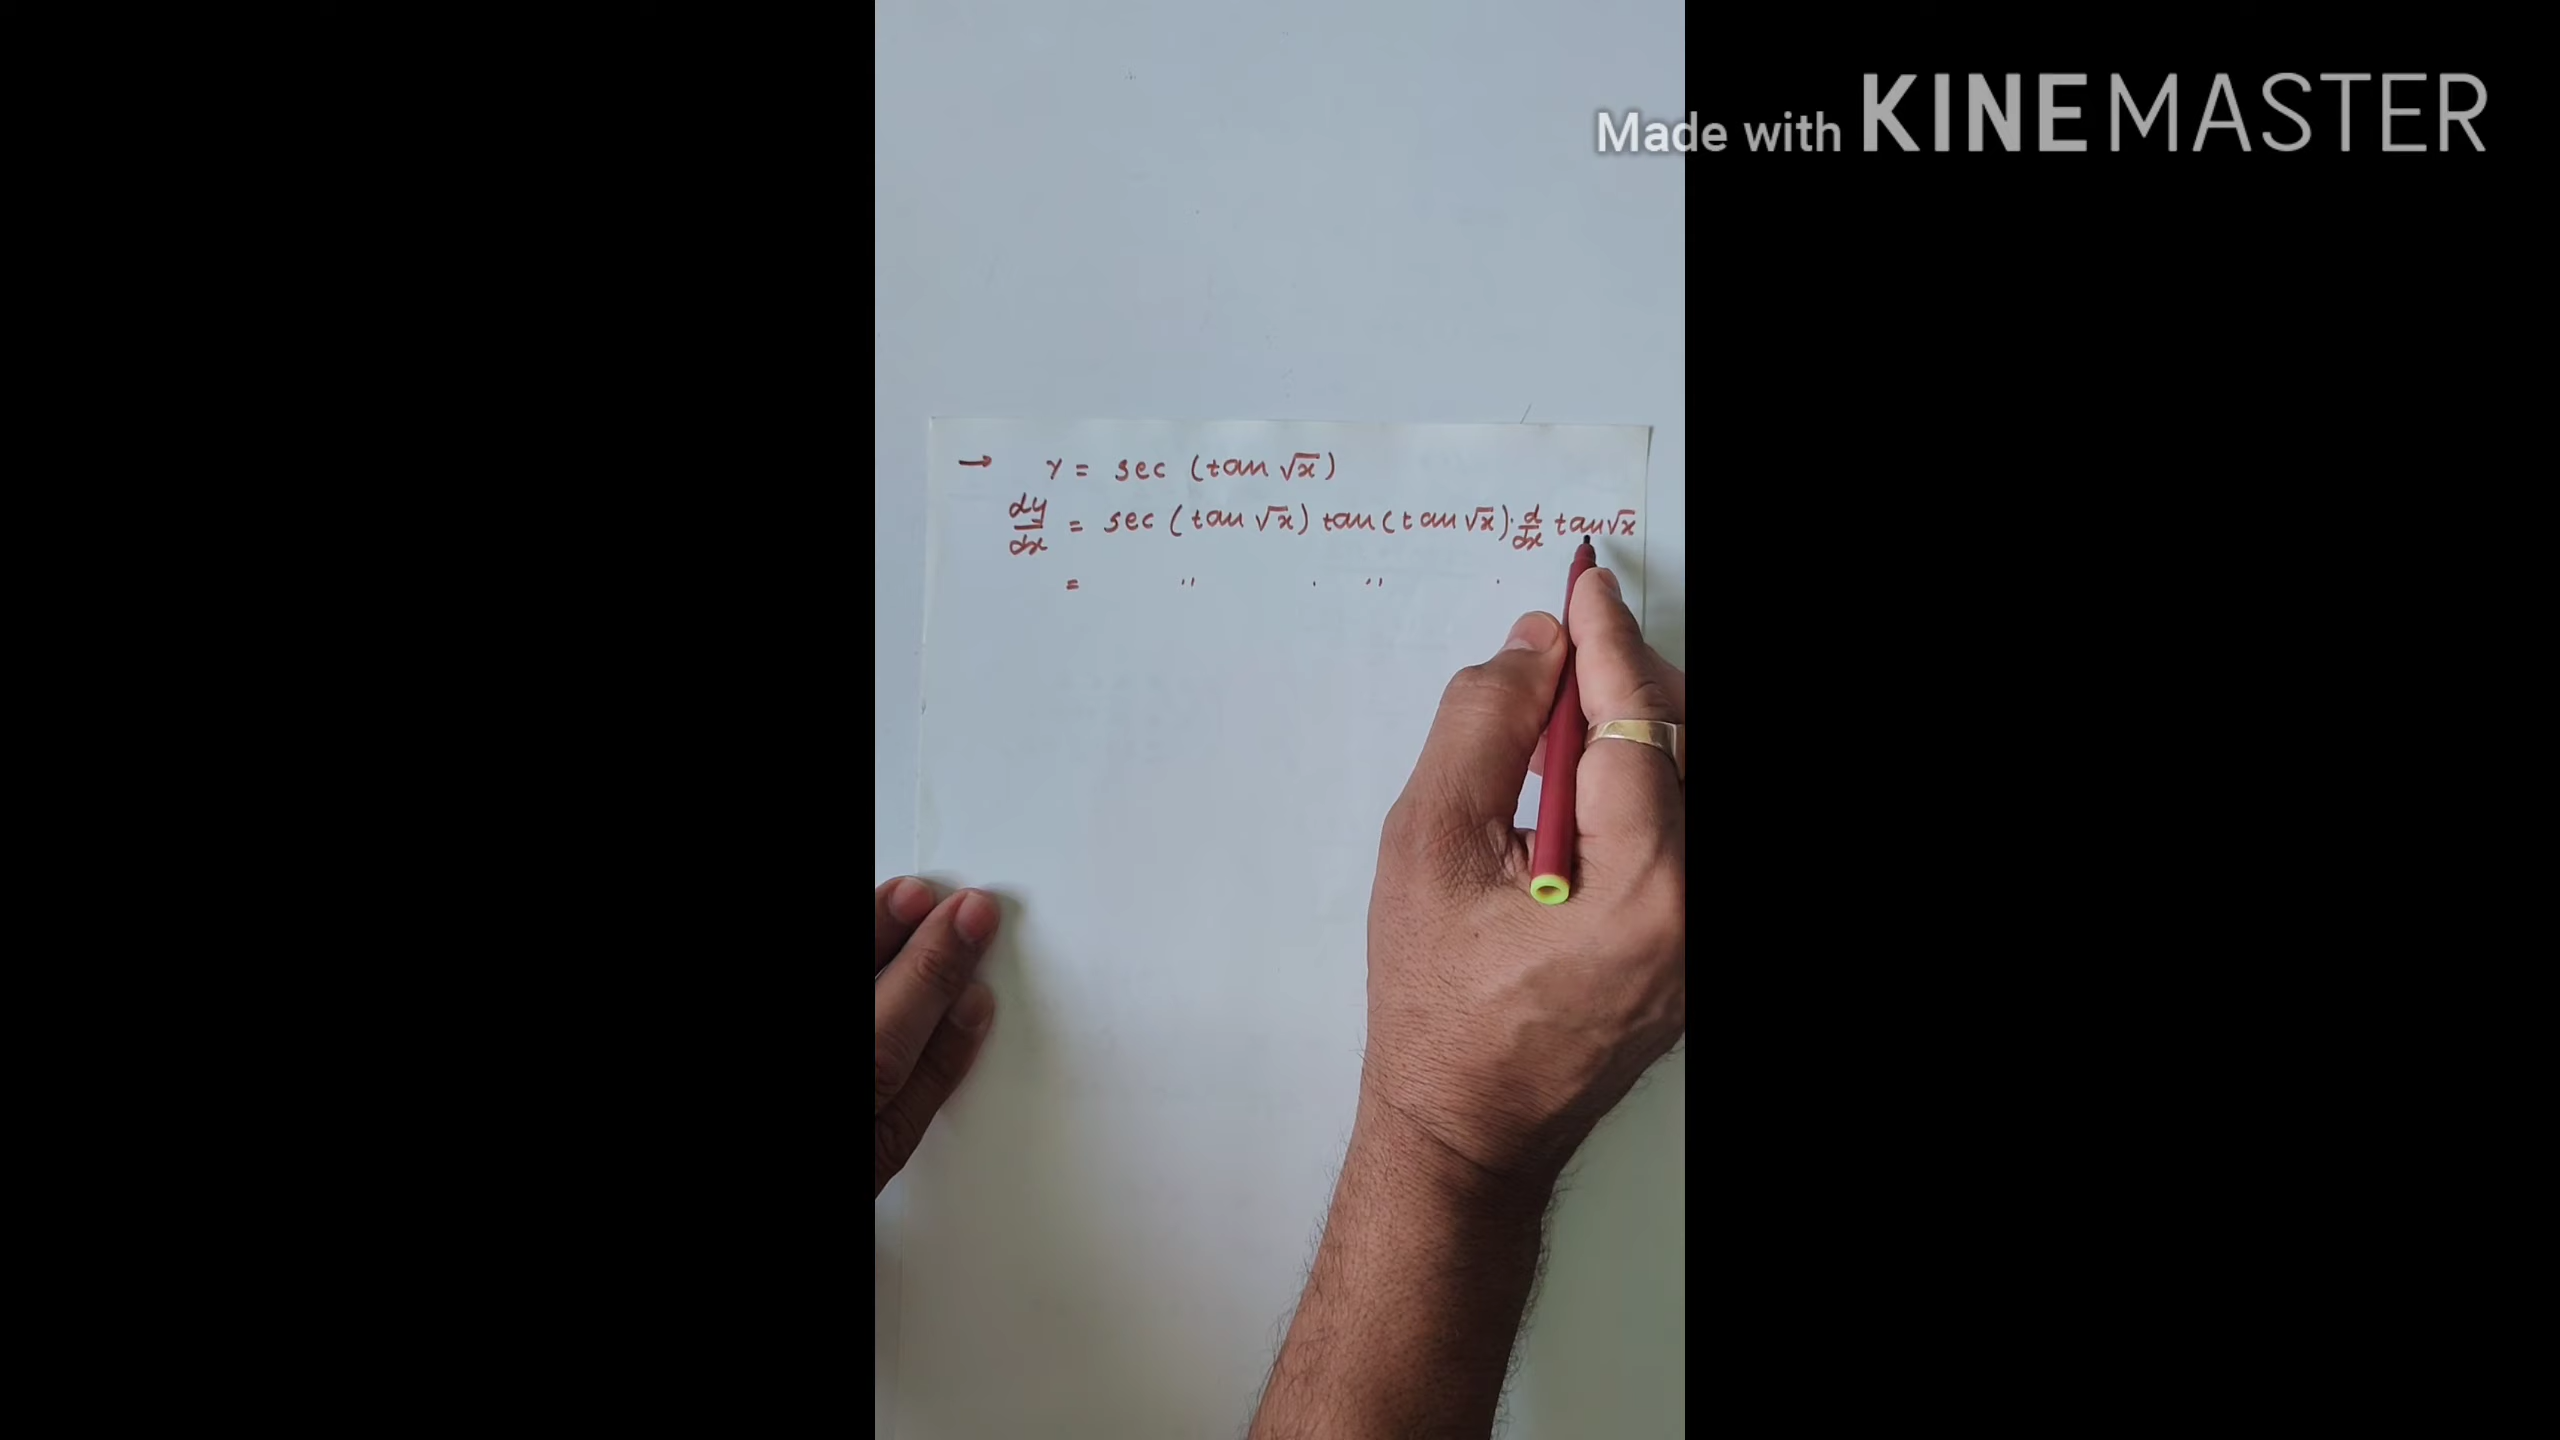 Made with KINEMASTER
→ y = sec (tan √x)
dy/dx = sec (tan √x) tan (tan √x) · d/dx tan √x
= " · " ·